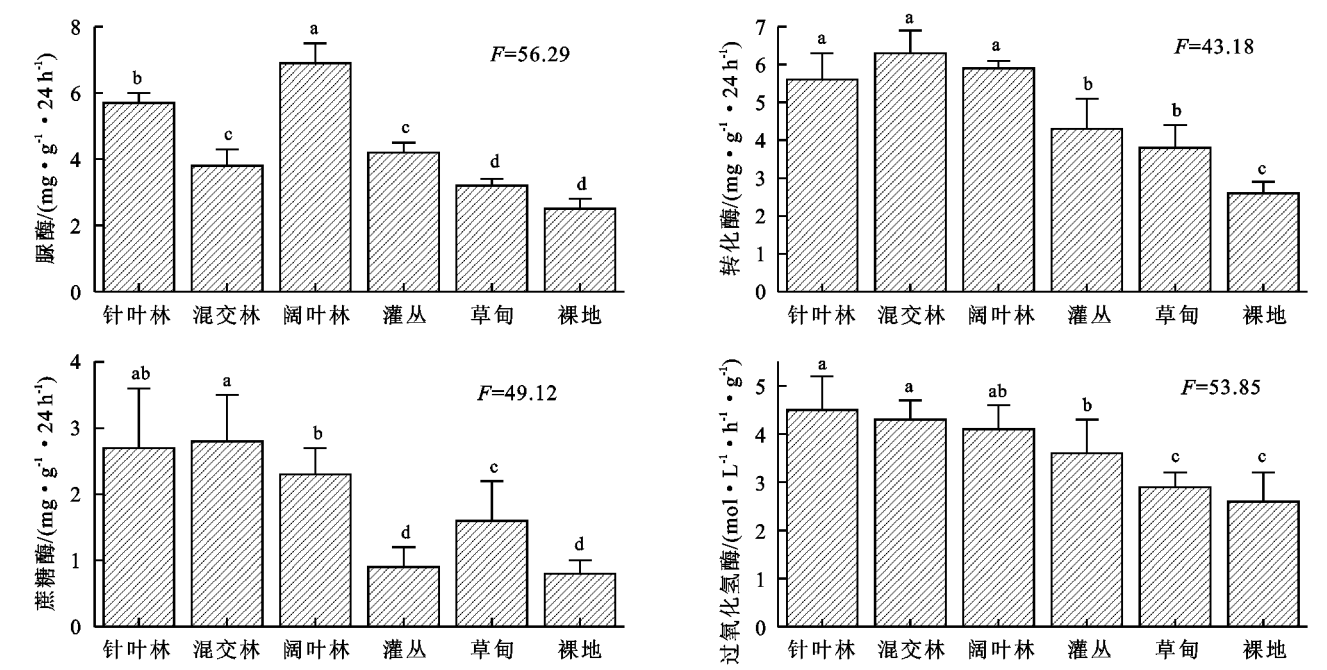 脲酶/(mg·g⁻¹·24 h⁻¹)
8
6
4
2
0
b
c
a
c
d
d
F=56.29
针叶林 混交林 阔叶林 灌丛 草甸 裸地
转化酶/(mg·g⁻¹·24 h⁻¹)
7
6
5
4
3
2
1
0
a
a
a
b
b
c
F=43.18
针叶林 混交林 阔叶林 灌丛 草甸 裸地
蔗糖酶/(mg·g⁻¹·24 h⁻¹)
4
3
2
1
0
ab
a
b
d
c
d
F=49.12
针叶林 混交林 阔叶林 灌丛 草甸 裸地
过氧化氢酶/(mol·L⁻¹·h⁻¹·g⁻¹)
5
4
3
2
1
0
a
a
ab
b
c
c
F=53.85
针叶林 混交林 阔叶林 灌丛 草甸 裸地